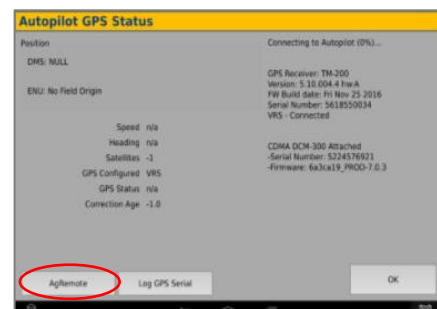 Autopilot GPS Status
Position
DMS: NULL
ENU: No Field Origin
Speed n/a
Heading n/a
Satellites -1
GPS Configured VRS
GPS Status n/a
Correction Age -1.0
Connecting to Autopilot (0%)...
GPS Receiver: TM-200
Version: 5.10.004.4 hw:A
FW Build date: Fri Nov 25 2016
Serial Number: 5618550034
VRS - Connected
CDMA DCM-300 Attached
-Serial Number: 5224576921
-Firmware: 6a3ca19_PROD-7.0.3
AgRemote
Log GPS Serial
OK